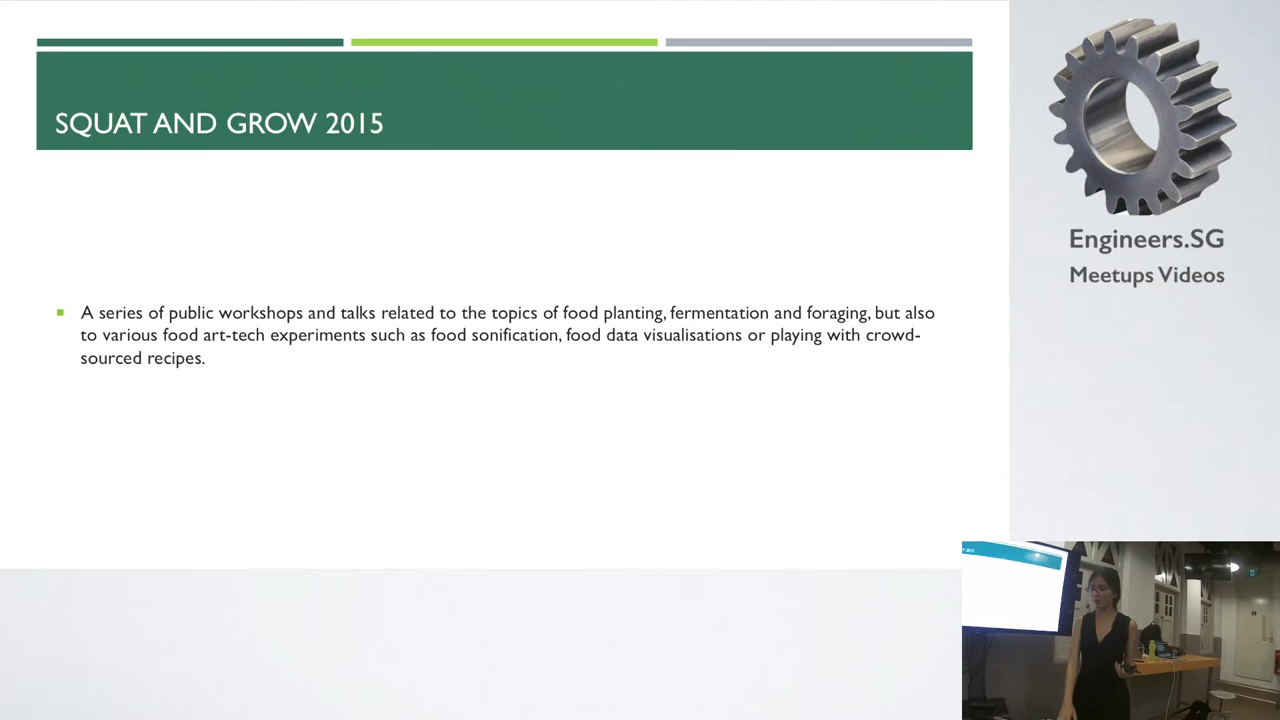 SQUAT AND GROW 2015
A series of public workshops and talks related to the topics of food planting, fermentation and foraging, but also
to various food art-tech experiments such as food sonification, food data visualisations or playing with crowd-
sourced recipes.
Engineers.SG
Meetups Videos